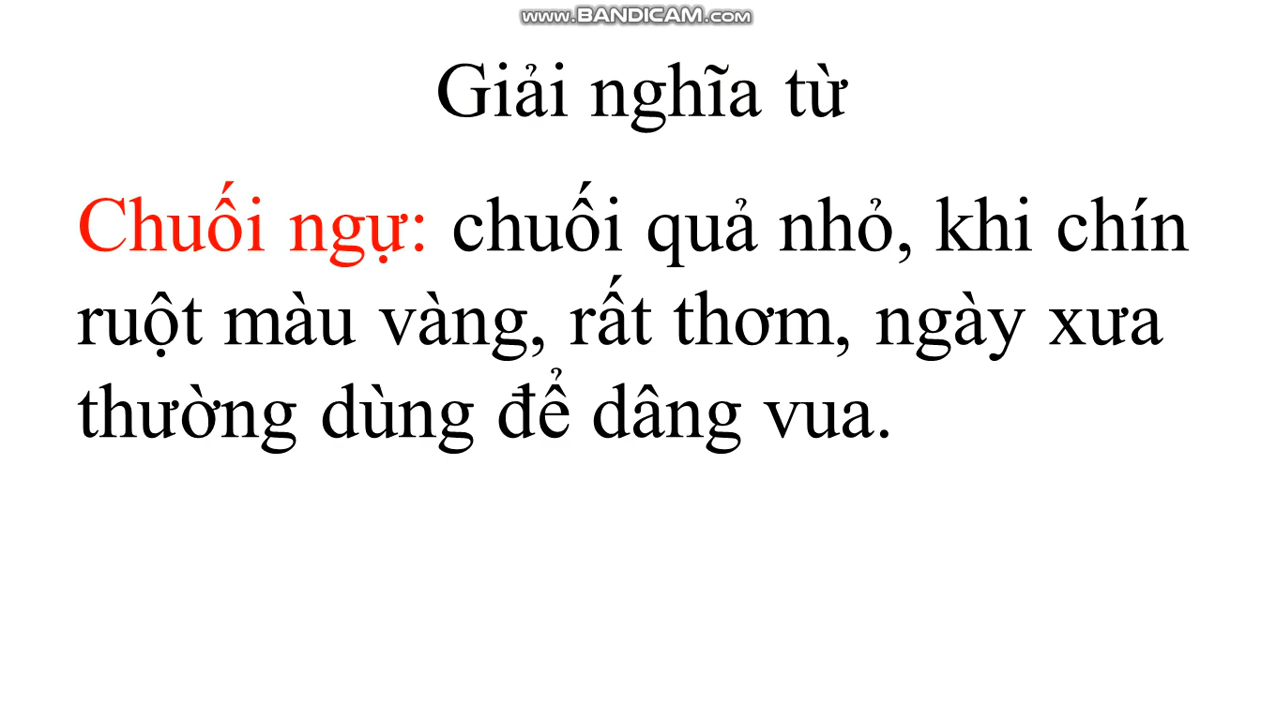 www.BANDICAM.com
Giải nghĩa từ
Chuối ngự: chuối quả nhỏ, khi chín
ruột màu vàng, rất thơm, ngày xưa
thường dùng để dâng vua.